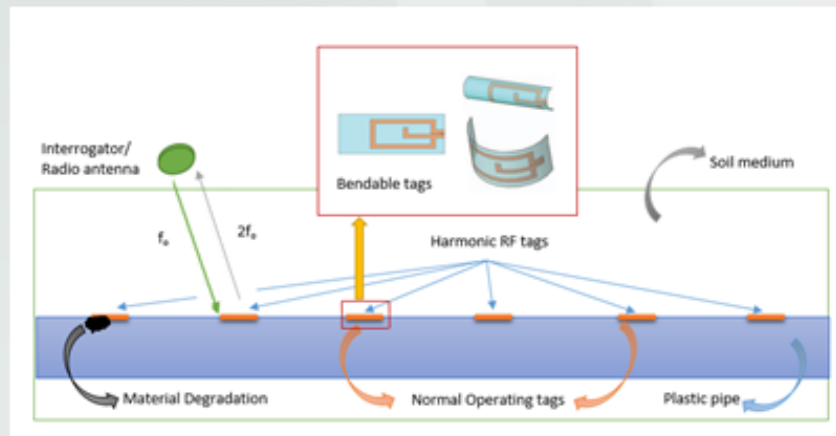 Interrogator/
Radio antenna
Bendable tags
Soil medium
fₒ
2fₒ
Harmonic RF tags
Material Degradation
Normal Operating tags
Plastic pipe